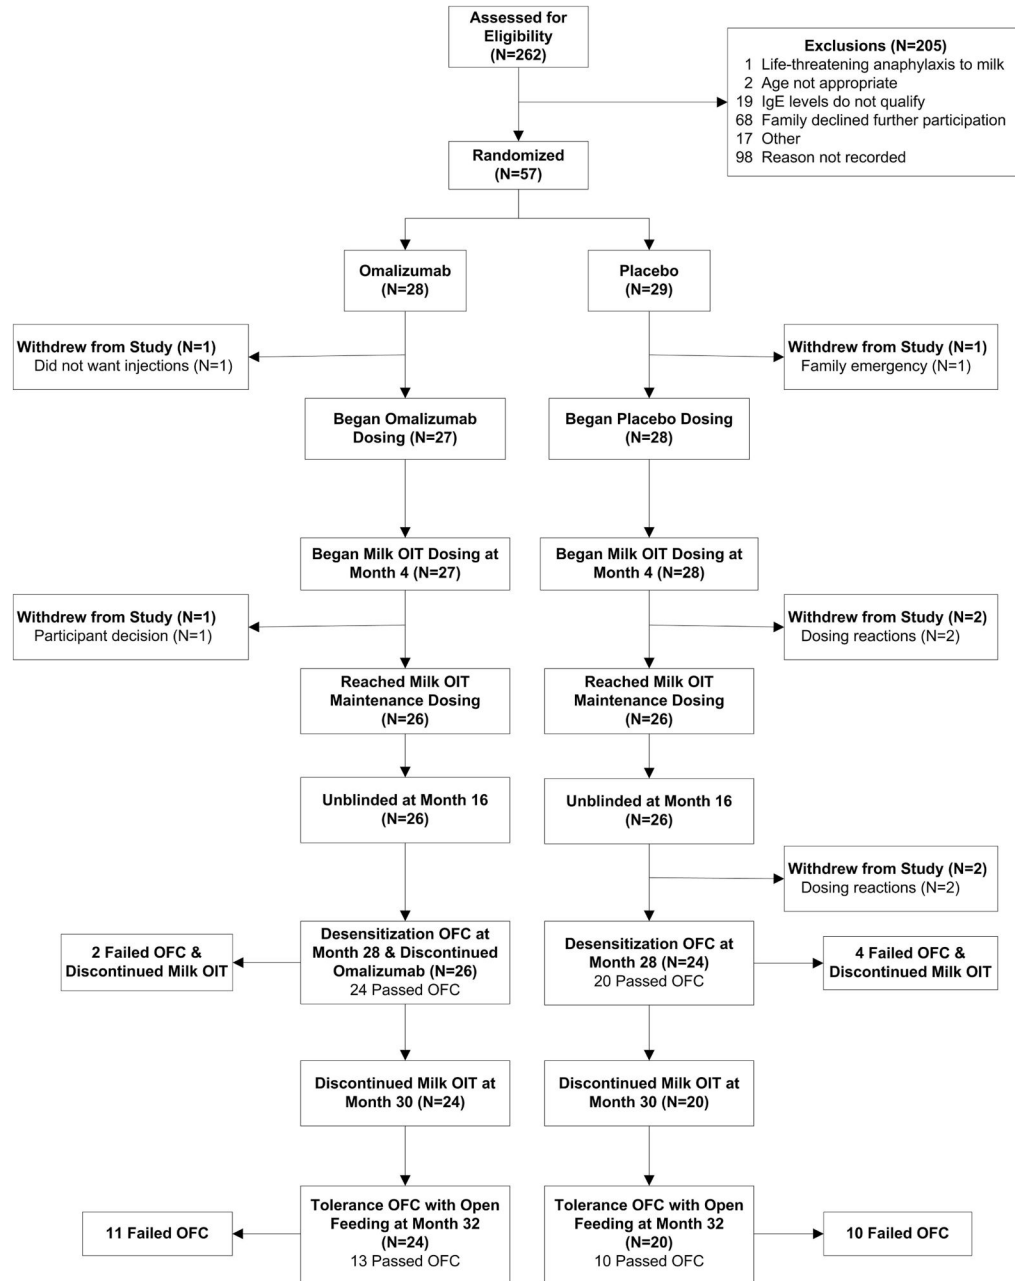 Assessed for
Eligibility
(N=262)
Exclusions (N=205)
1 Life-threatening anaphylaxis to milk
2 Age not appropriate
19 IgE levels do not qualify
68 Family declined further participation
17 Other
98 Reason not recorded
Randomized
(N=57)
Omalizumab
(N=28)
Placebo
(N=29)
Withdrew from Study (N=1)
Did not want injections (N=1)
Withdrew from Study (N=1)
Family emergency (N=1)
Began Omalizumab
Dosing (N=27)
Began Placebo Dosing
(N=28)
Began Milk OIT Dosing at
Month 4 (N=27)
Began Milk OIT Dosing at
Month 4 (N=28)
Withdrew from Study (N=1)
Participant decision (N=1)
Withdrew from Study (N=2)
Dosing reactions (N=2)
Reached Milk OIT
Maintenance Dosing
(N=26)
Reached Milk OIT
Maintenance Dosing
(N=26)
Unblinded at Month 16
(N=26)
Unblinded at Month 16
(N=26)
Withdrew from Study (N=2)
Dosing reactions (N=2)
2 Failed OFC &
Discontinued Milk OIT
Desensitization OFC at
Month 28 & Discontinued
Omalizumab (N=26)
24 Passed OFC
Desensitization OFC at
Month 28 (N=24)
20 Passed OFC
4 Failed OFC
& Discontinued Milk OIT
Discontinued Milk OIT at
Month 30 (N=24)
Discontinued Milk OIT at
Month 30 (N=20)
11 Failed OFC
Tolerance OFC with Open
Feeding at Month 32
(N=24)
13 Passed OFC
Tolerance OFC with Open
Feeding at Month 32
(N=20)
10 Passed OFC
10 Failed OFC